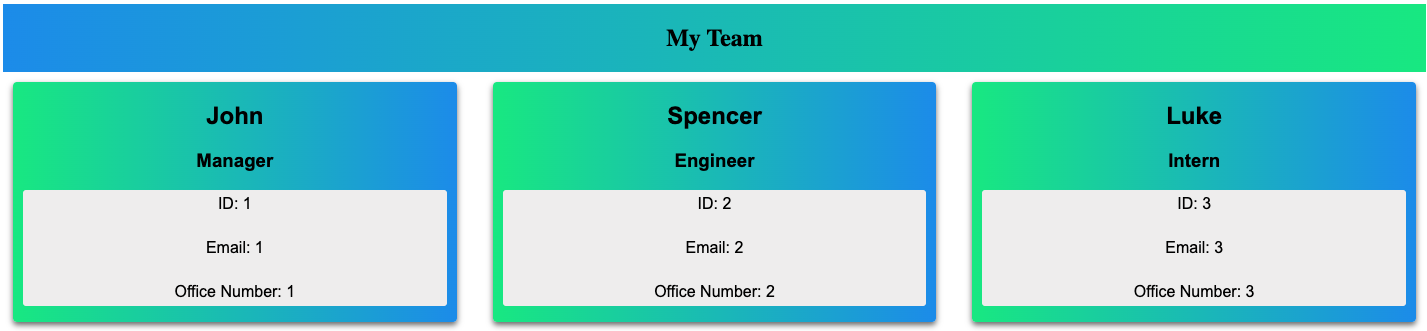 My Team
John
Manager
ID: 1
Email: 1
Office Number: 1
Spencer
Engineer
ID: 2
Email: 2
Office Number: 2
Luke
Intern
ID: 3
Email: 3
Office Number: 3